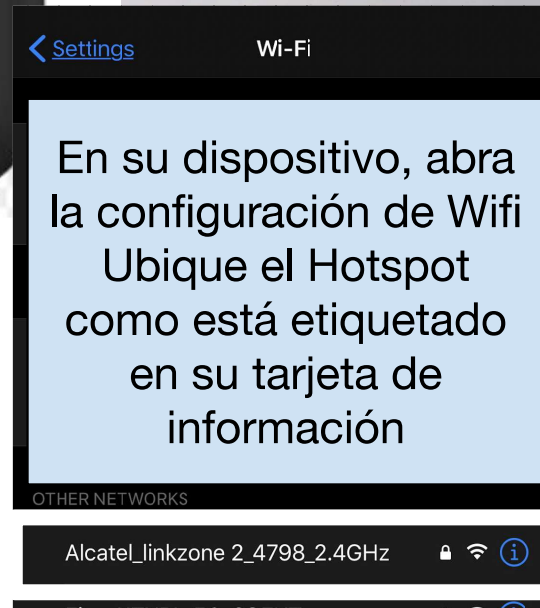 Settings
Wi-Fi
En su dispositivo, abra
la configuración de Wifi
Ubique el Hotspot
como está etiquetado
en su tarjeta de
información
OTHER NETWORKS
Alcatel_linkzone 2_4798_2.4GHz